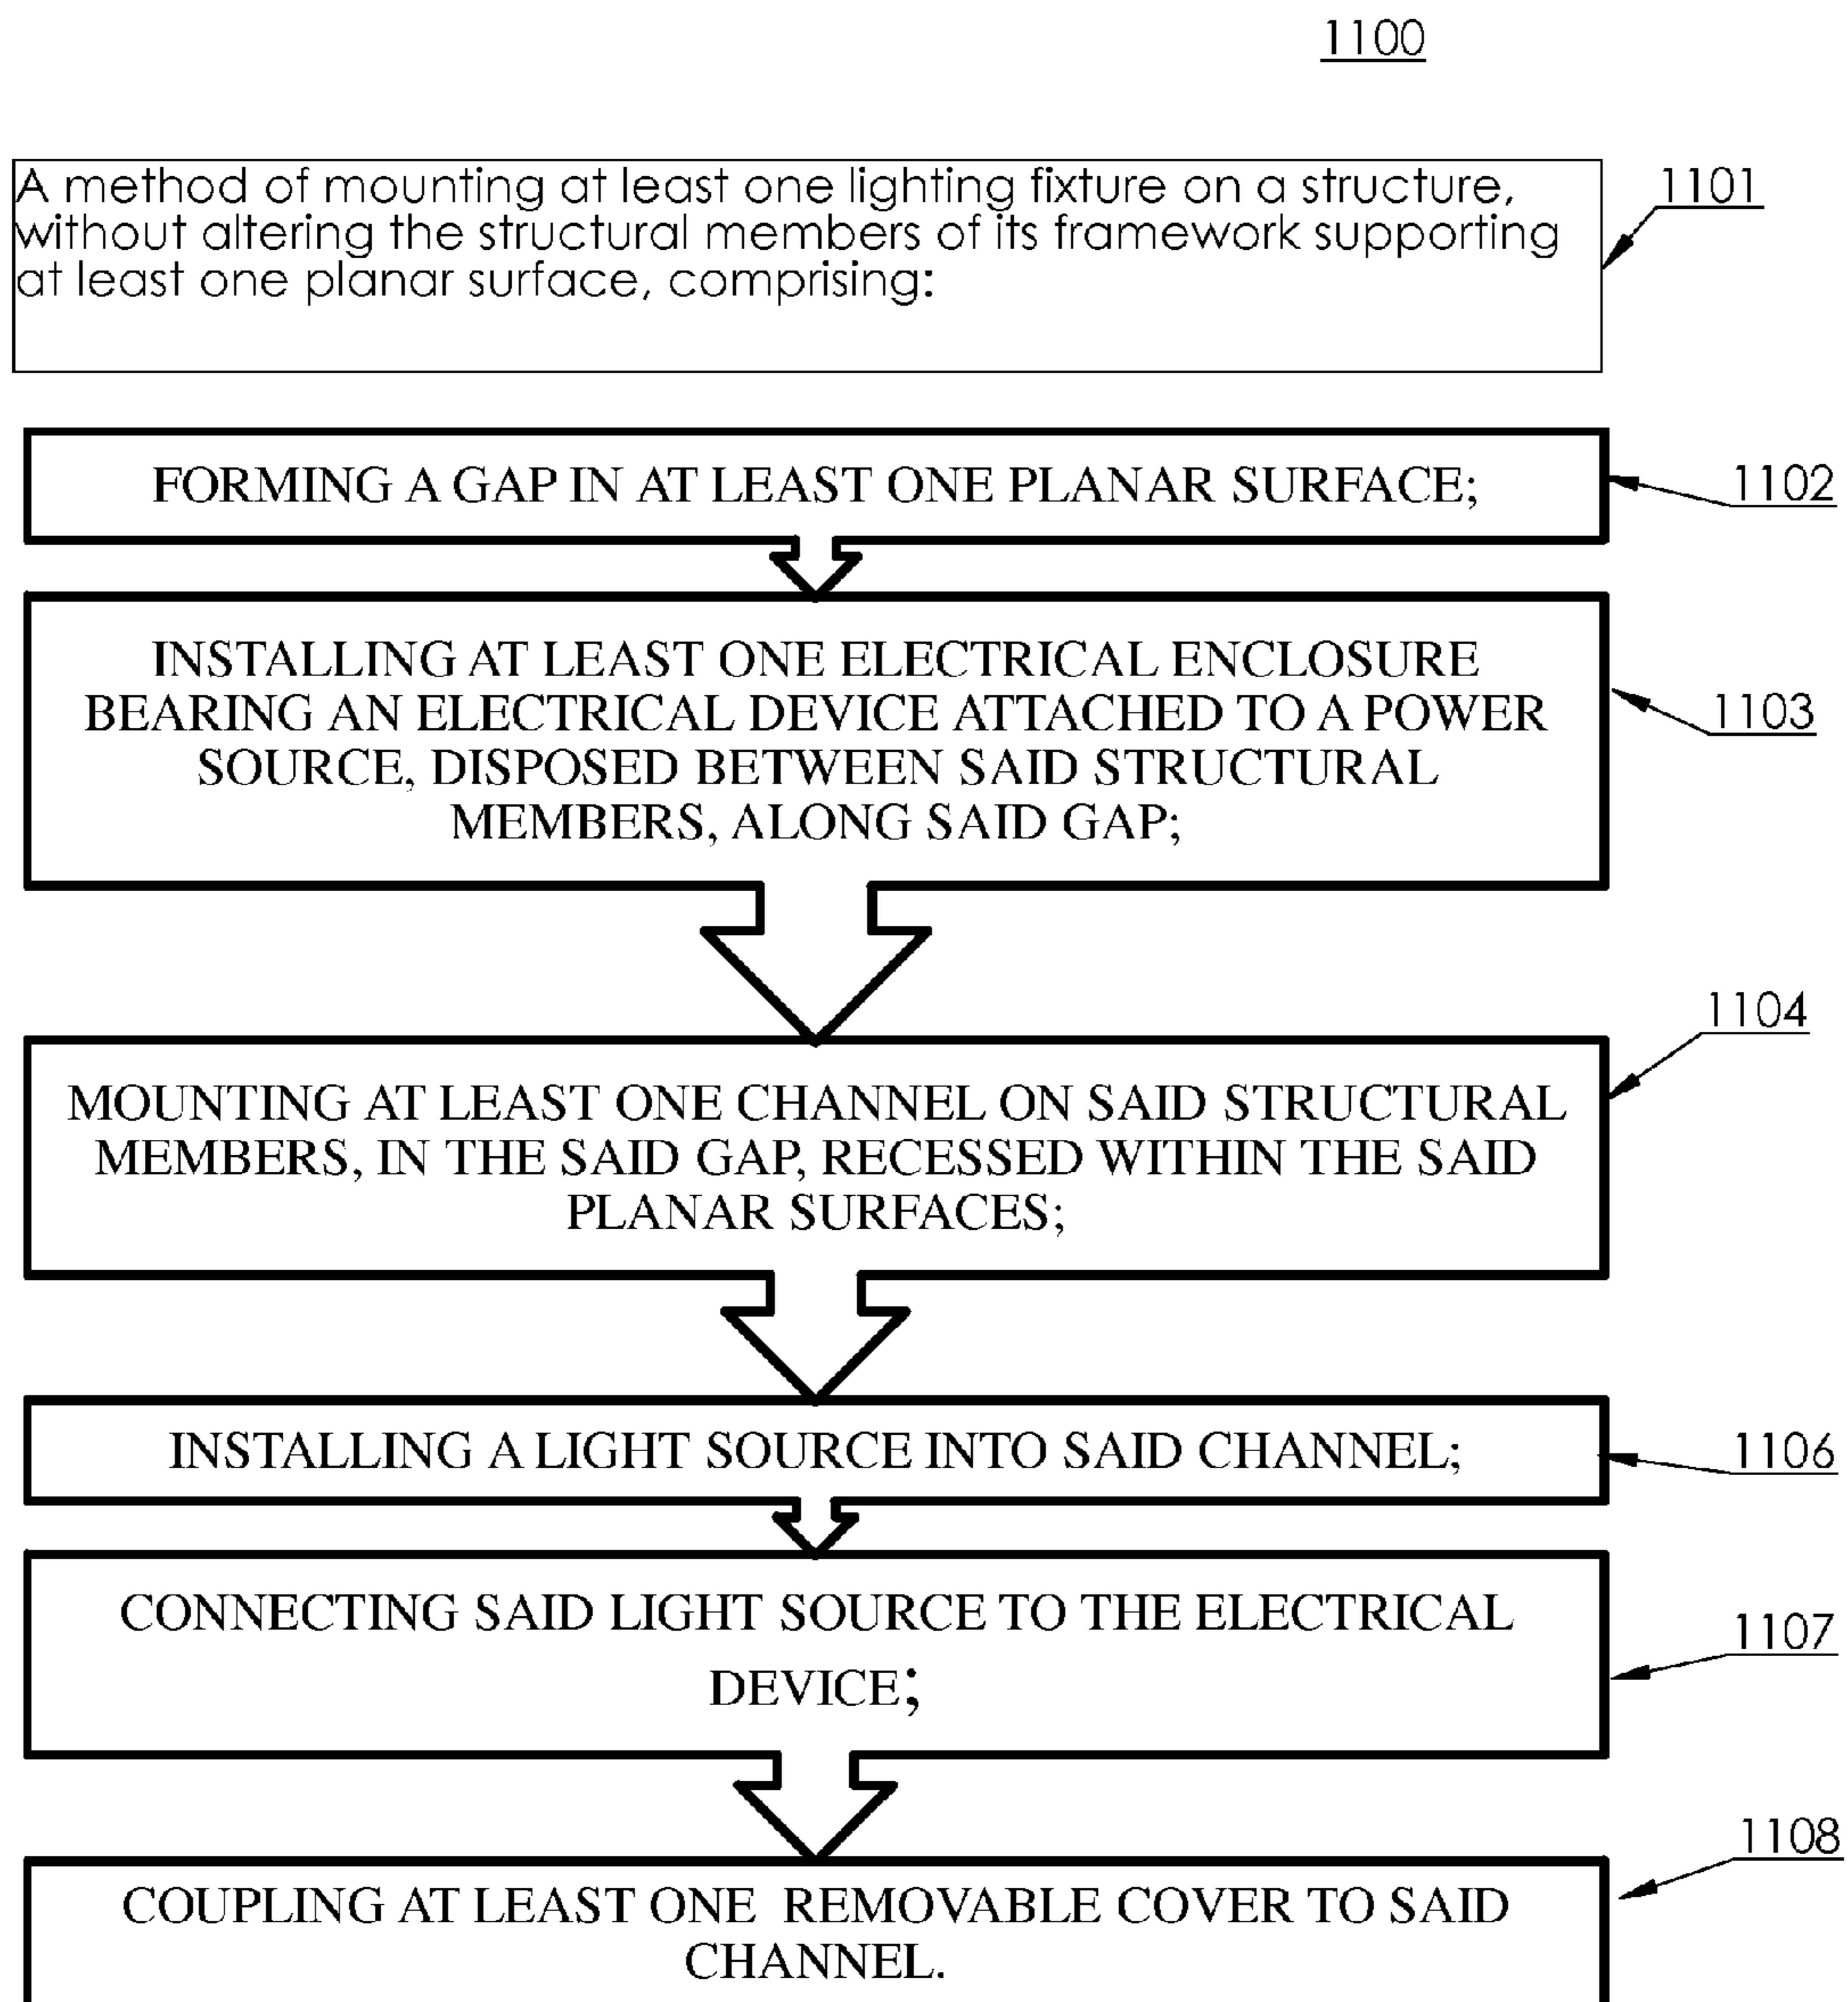 1100
A method of mounting at least one lighting fixture on a structure,
without altering the structural members of its framework supporting
at least one planar surface, comprising:
1101
FORMING A GAP IN AT LEAST ONE PLANAR SURFACE;
1102
INSTALLING AT LEAST ONE ELECTRICAL ENCLOSURE
BEARING AN ELECTRICAL DEVICE ATTACHED TO A POWER
SOURCE, DISPOSED BETWEEN SAID STRUCTURAL
MEMBERS, ALONG SAID GAP;
1103
MOUNTING AT LEAST ONE CHANNEL ON SAID STRUCTURAL
MEMBERS, IN THE SAID GAP, RECESSED WITHIN THE SAID
PLANAR SURFACES;
1104
INSTALLING A LIGHT SOURCE INTO SAID CHANNEL;
1106
CONNECTING SAID LIGHT SOURCE TO THE ELECTRICAL
DEVICE;
1107
COUPLING AT LEAST ONE REMOVABLE COVER TO SAID
CHANNEL.
1108